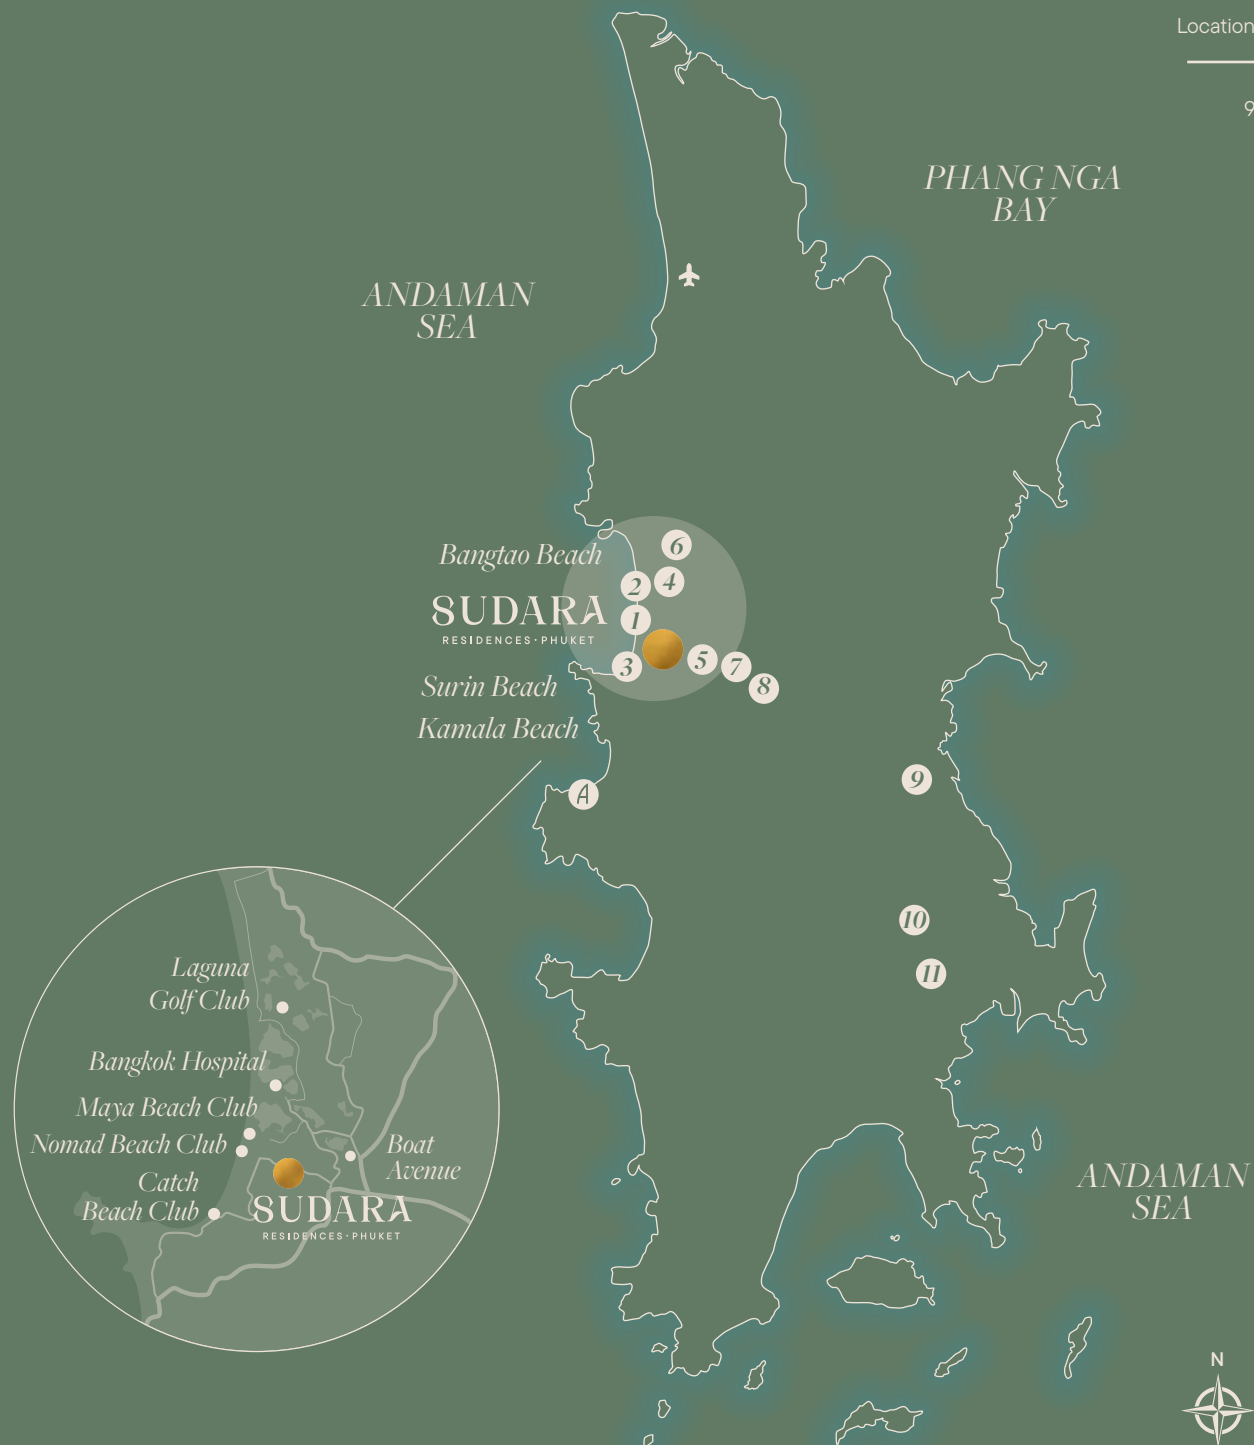 Location
9
PHANG NGA
BAY
ANDAMAN
SEA
Bangtao Beach
6
2
4
SUDARA
1
RESIDENCES·PHUKET
3
5
7
8
Surin Beach
Kamala Beach
A
9
10
11
Laguna
Golf Club
Bangkok Hospital
Maya Beach Club
Nomad Beach Club
Boat
Avenue
Catch
Beach Club
SUDARA
RESIDENCES·PHUKET
ANDAMAN
SEA
N